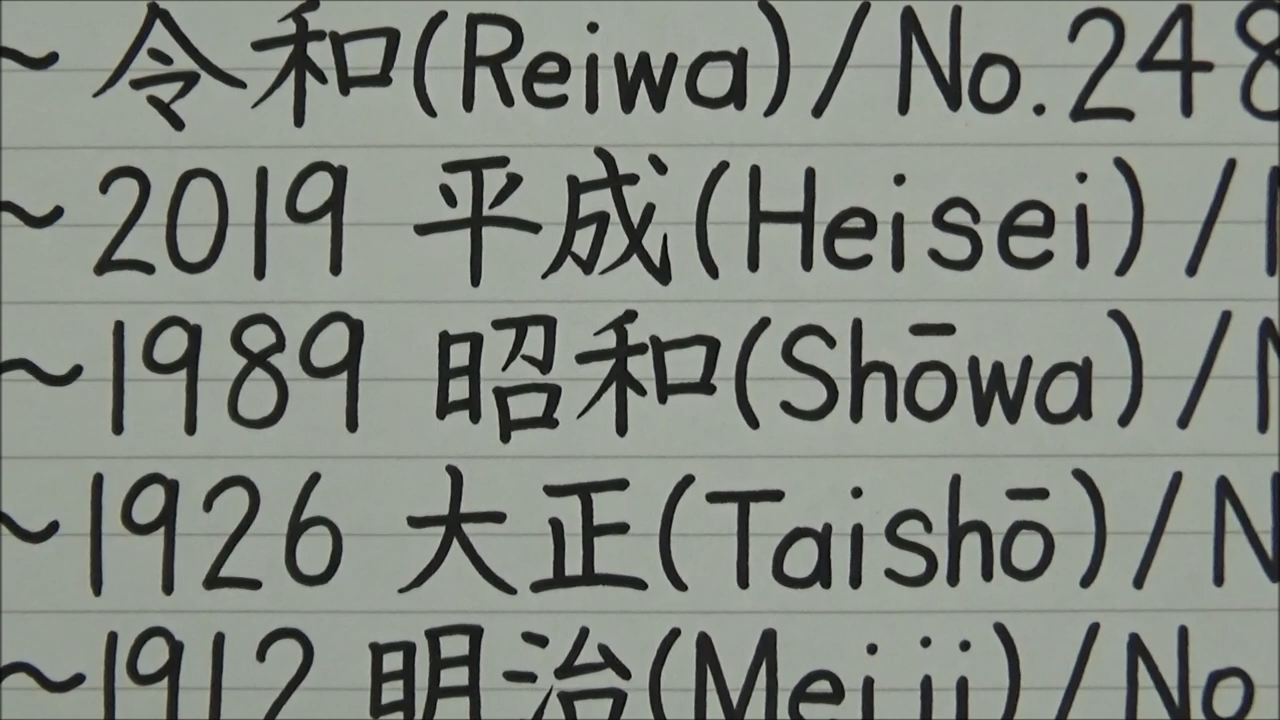 ~ 令和(Reiwa)/No.248
~2019 平成(Heisei)/
~1989 昭和(Shōwa)/N
~1926 大正(Taishō)/N
~1912 明治(Meiji)/No